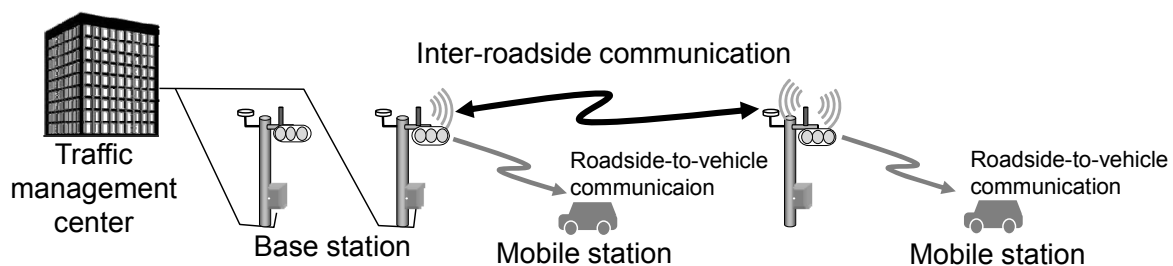 Inter-roadside communication
Traffic
management
center
Base station
Roadside-to-vehicle
communicaion
Mobile station
Roadside-to-vehicle
communication
Mobile station